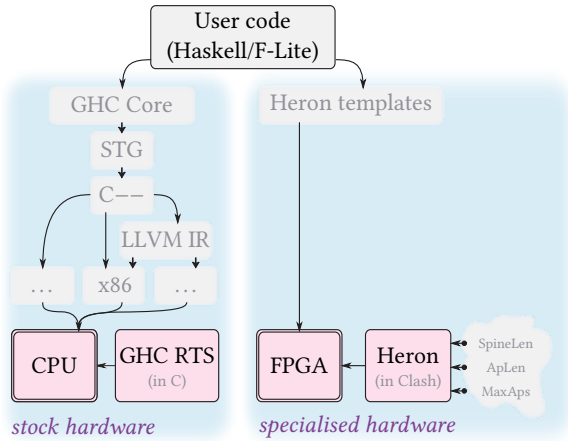 User code
(Haskell/F-Lite)
GHC Core
Heron templates
STG
C−−
LLVM IR
...
x86
...
CPU
GHC RTS
(in C)
FPGA
Heron
(in Clash)
SpineLen
ApLen
MaxAps
stock hardware
specialised hardware